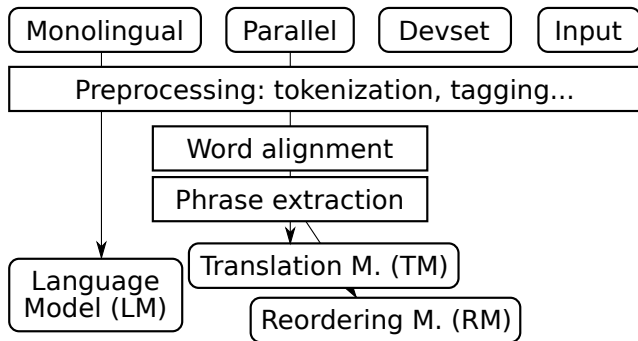 Monolingual
Parallel
Devset
Input
Preprocessing: tokenization, tagging...
Word alignment
Phrase extraction
Translation M. (TM)
Language
Model (LM)
Reordering M. (RM)